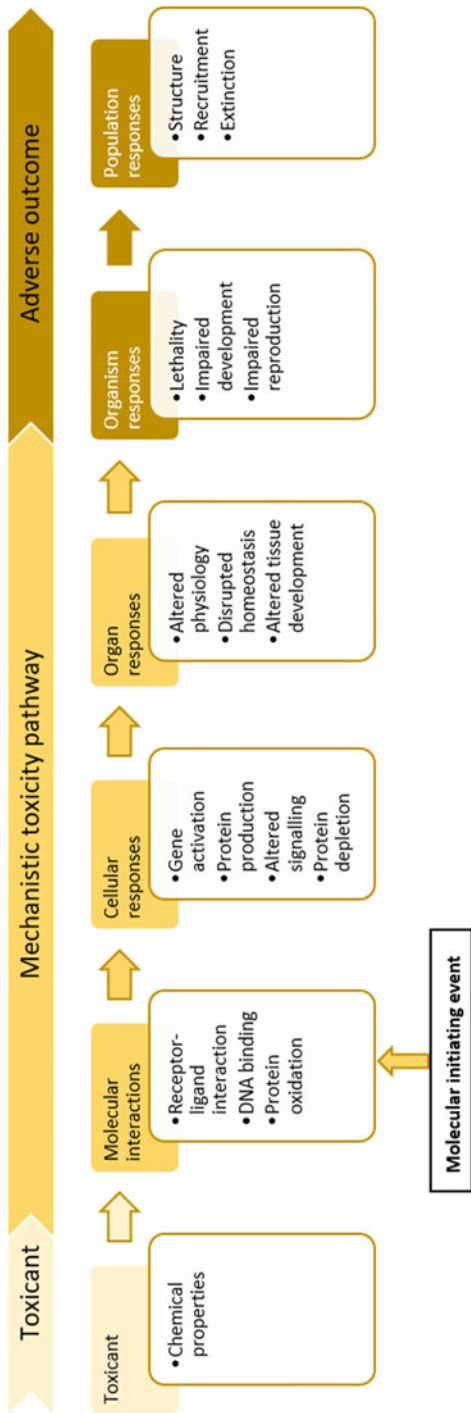 Toxicant
Mechanistic toxicity pathway
Adverse outcome
Toxicant
•Chemical
properties
Molecular
interactions
•Receptor-
ligand
interaction
•DNA binding
•Protein
oxidation
Cellular
responses
•Gene
activation
•Protein
production
•Altered
signalling
•Protein
depletion
Organ
responses
•Altered
physiology
•Disrupted
homeostasis
•Altered tissue
development
Organism
responses
•Lethality
•Impaired
development
•Impaired
reproduction
Population
responses
•Structure
•Recruitment
•Extinction
Molecular initiating event